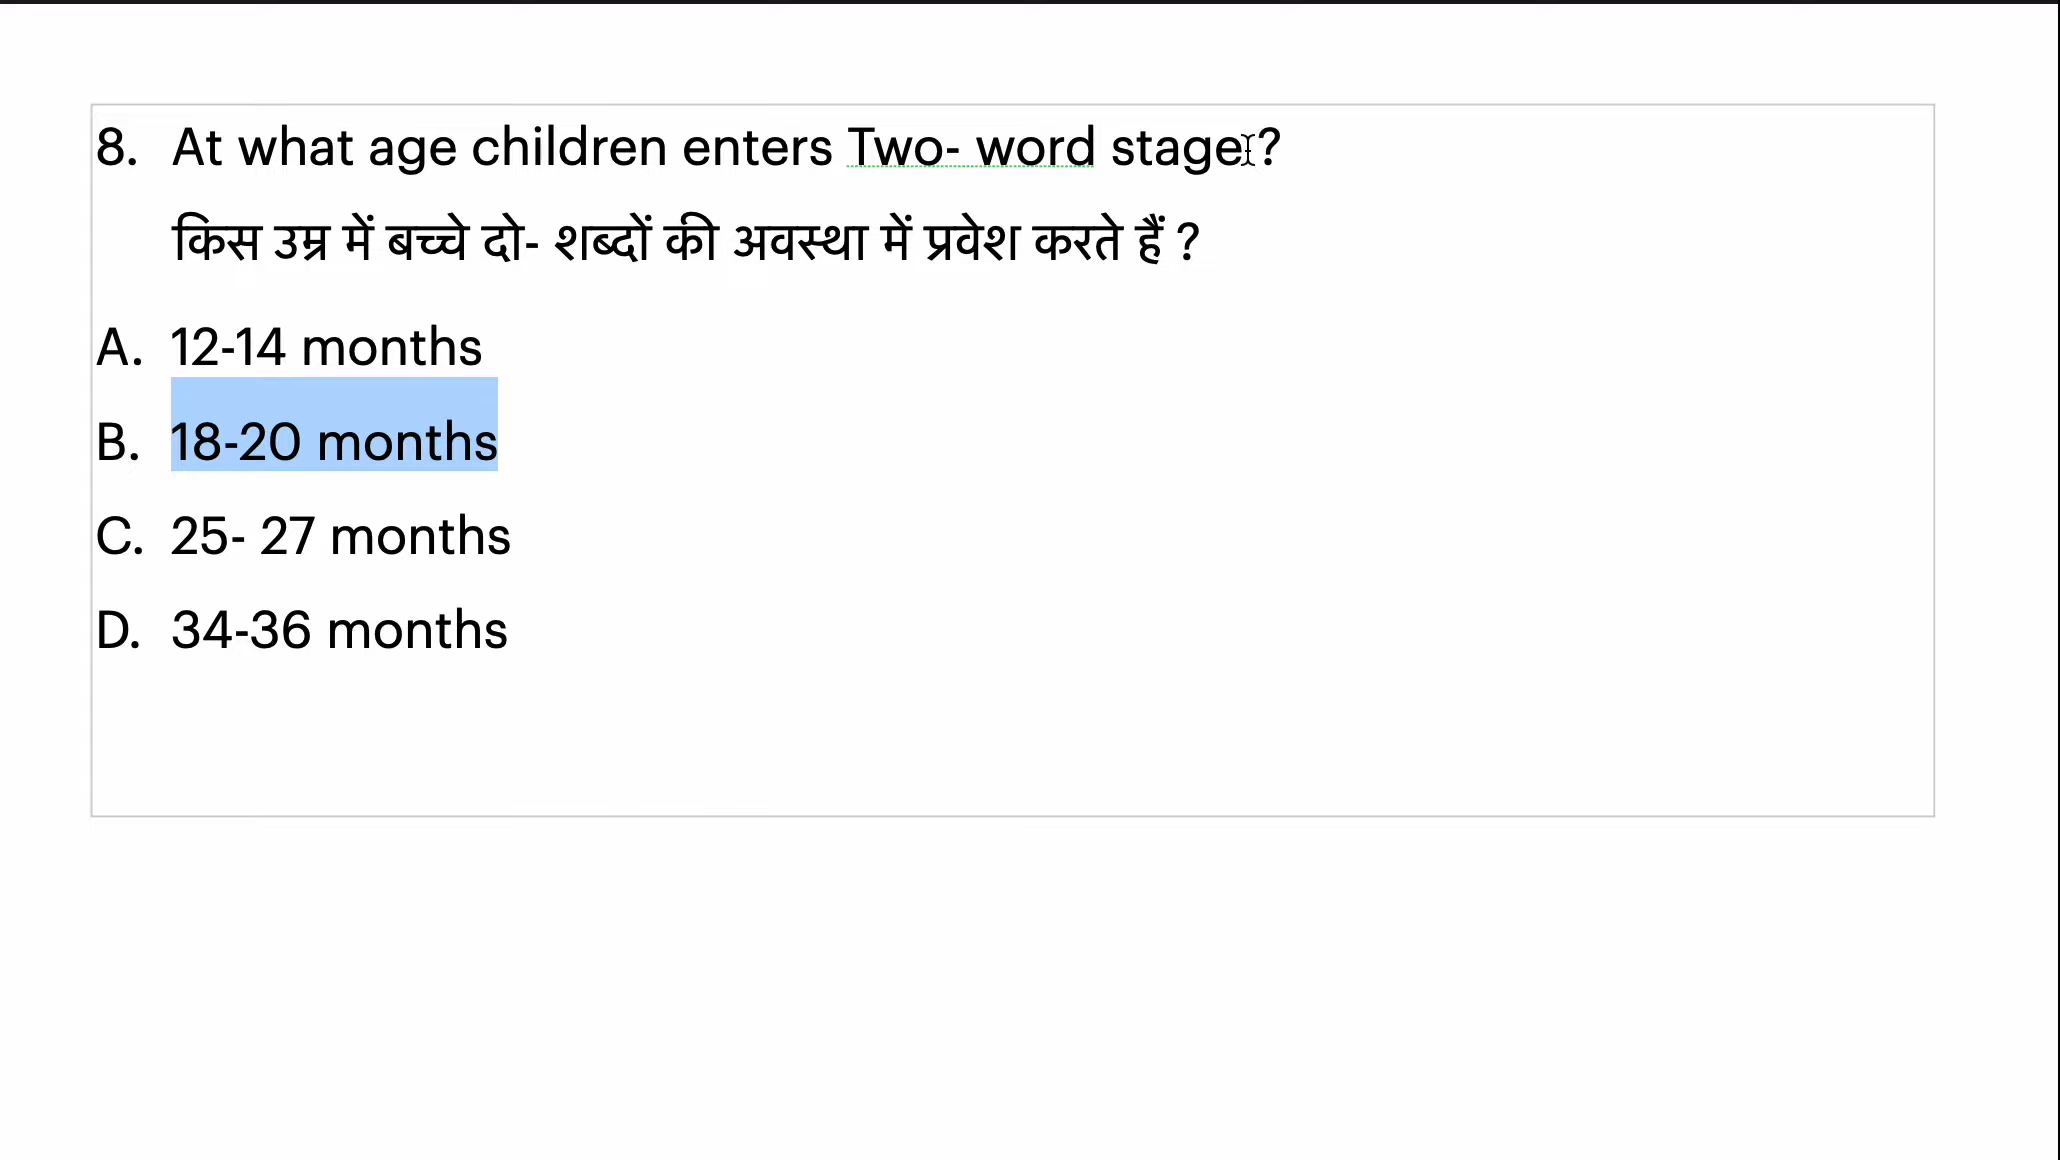 8. At what age children enters Two- word stage ?
किस उम्र में बच्चे दो- शब्दों की अवस्था में प्रवेश करते हैं ?
A. 12-14 months
B. 18-20 months
C. 25- 27 months
D. 34-36 months